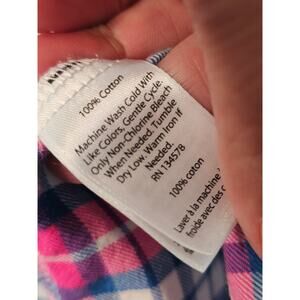 100% Cotton
Machine Wash Cold With
Like Colors, Gentle Cycle.
Only Non-Chlorine Bleach
When Needed. Tumble
Dry Low. Warm Iron If
Needed.
RN 134578
100% coton
Laver à la machine à
froide avec des c